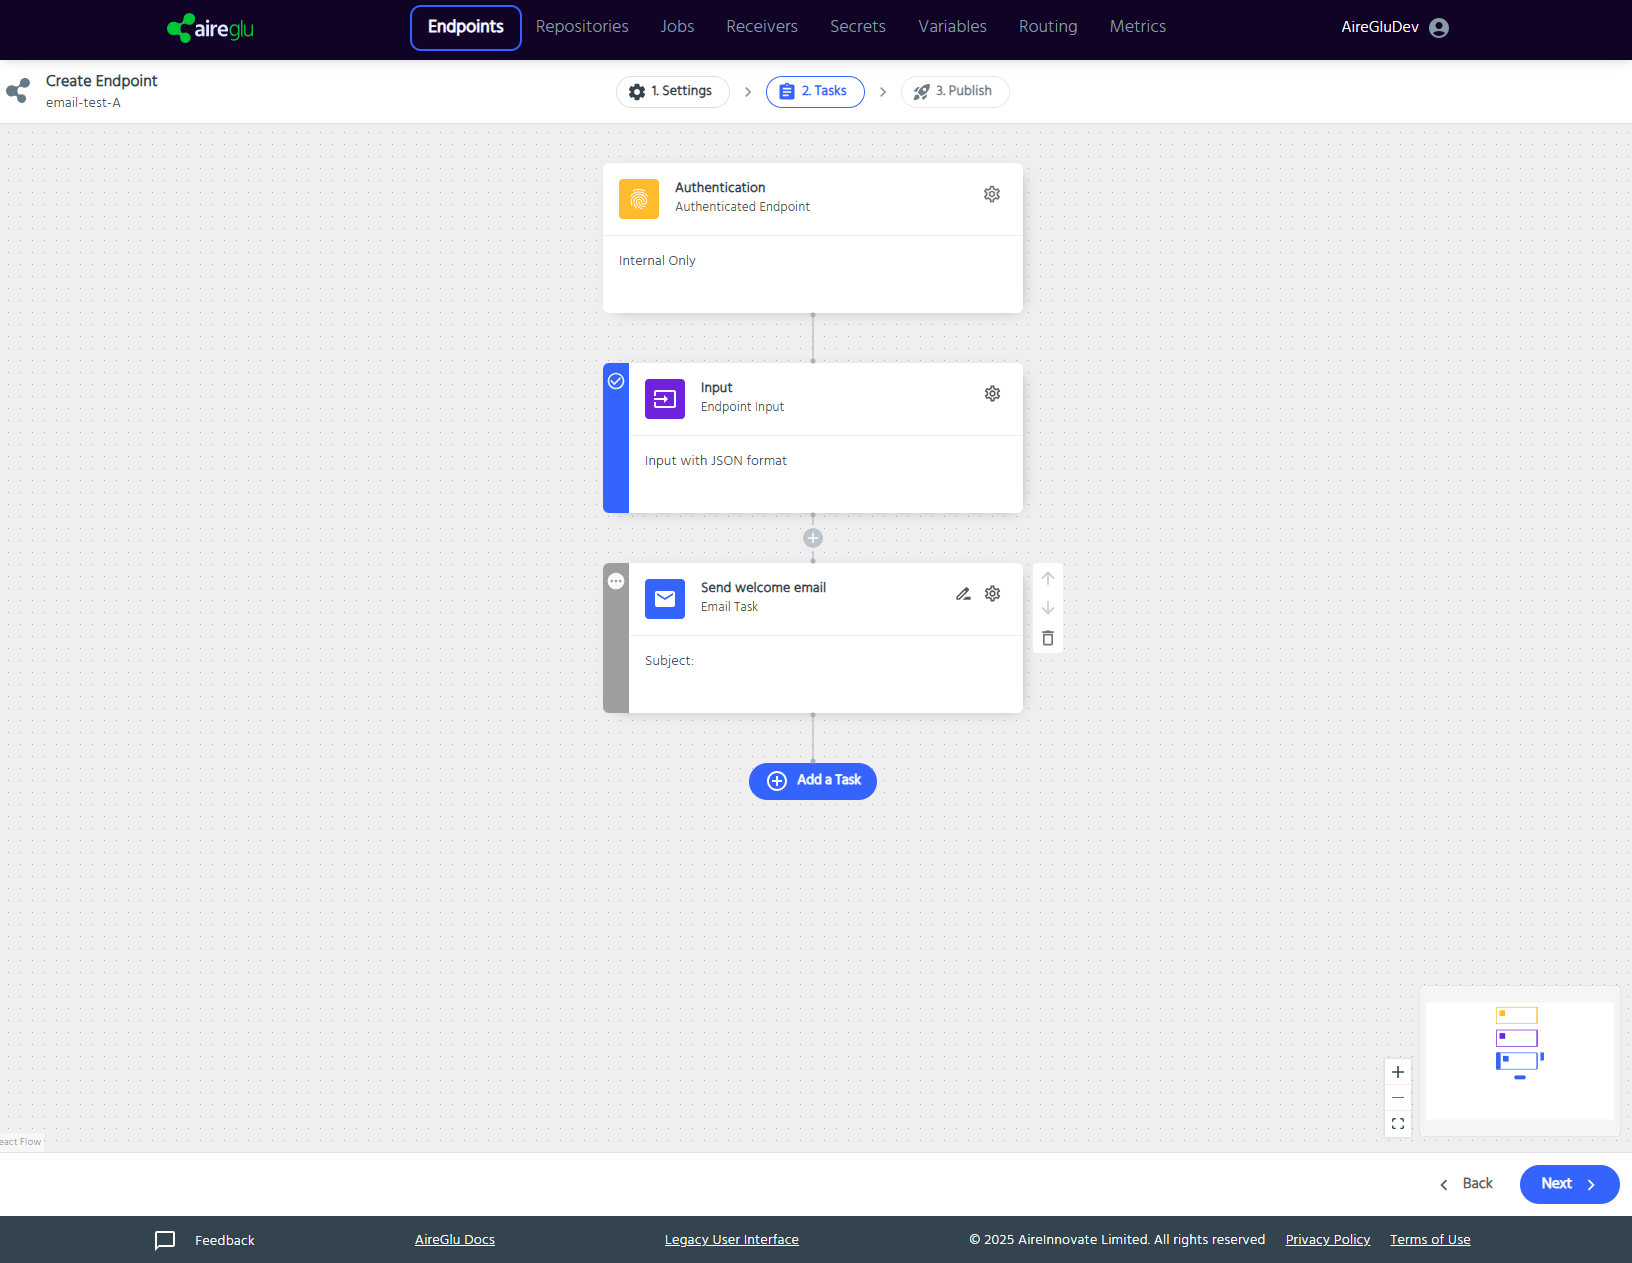 aireglu
Endpoints
Repositories
Jobs
Receivers
Secrets
Variables
Routing
Metrics
AireGluDev
Create Endpoint
email-test-A
1. Settings
2. Tasks
3. Publish
Authentication
Authenticated Endpoint
Internal Only
Input
Endpoint Input
Input with JSON format
Send welcome email
Email Task
Subject:
Add a Task
eact Flow
Back
Next
Feedback
AireGlu Docs
Legacy User Interface
© 2025 AireInnovate Limited. All rights reserved
Privacy Policy
Terms of Use